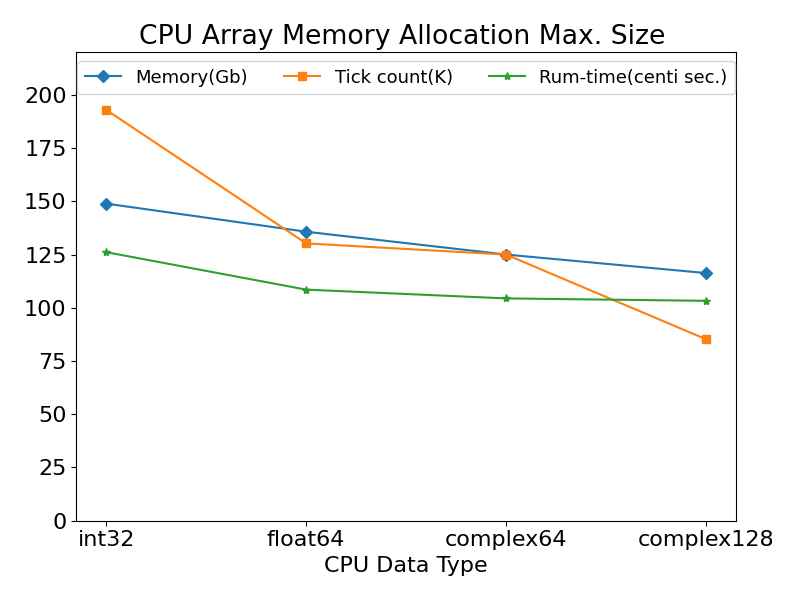 CPU Array Memory Allocation Max. Size
Memory(Gb) Tick count(K) Rum-time(centi sec.)
200
175
150
125
100
75
50
25
0
int32 float64 complex64 complex128
CPU Data Type